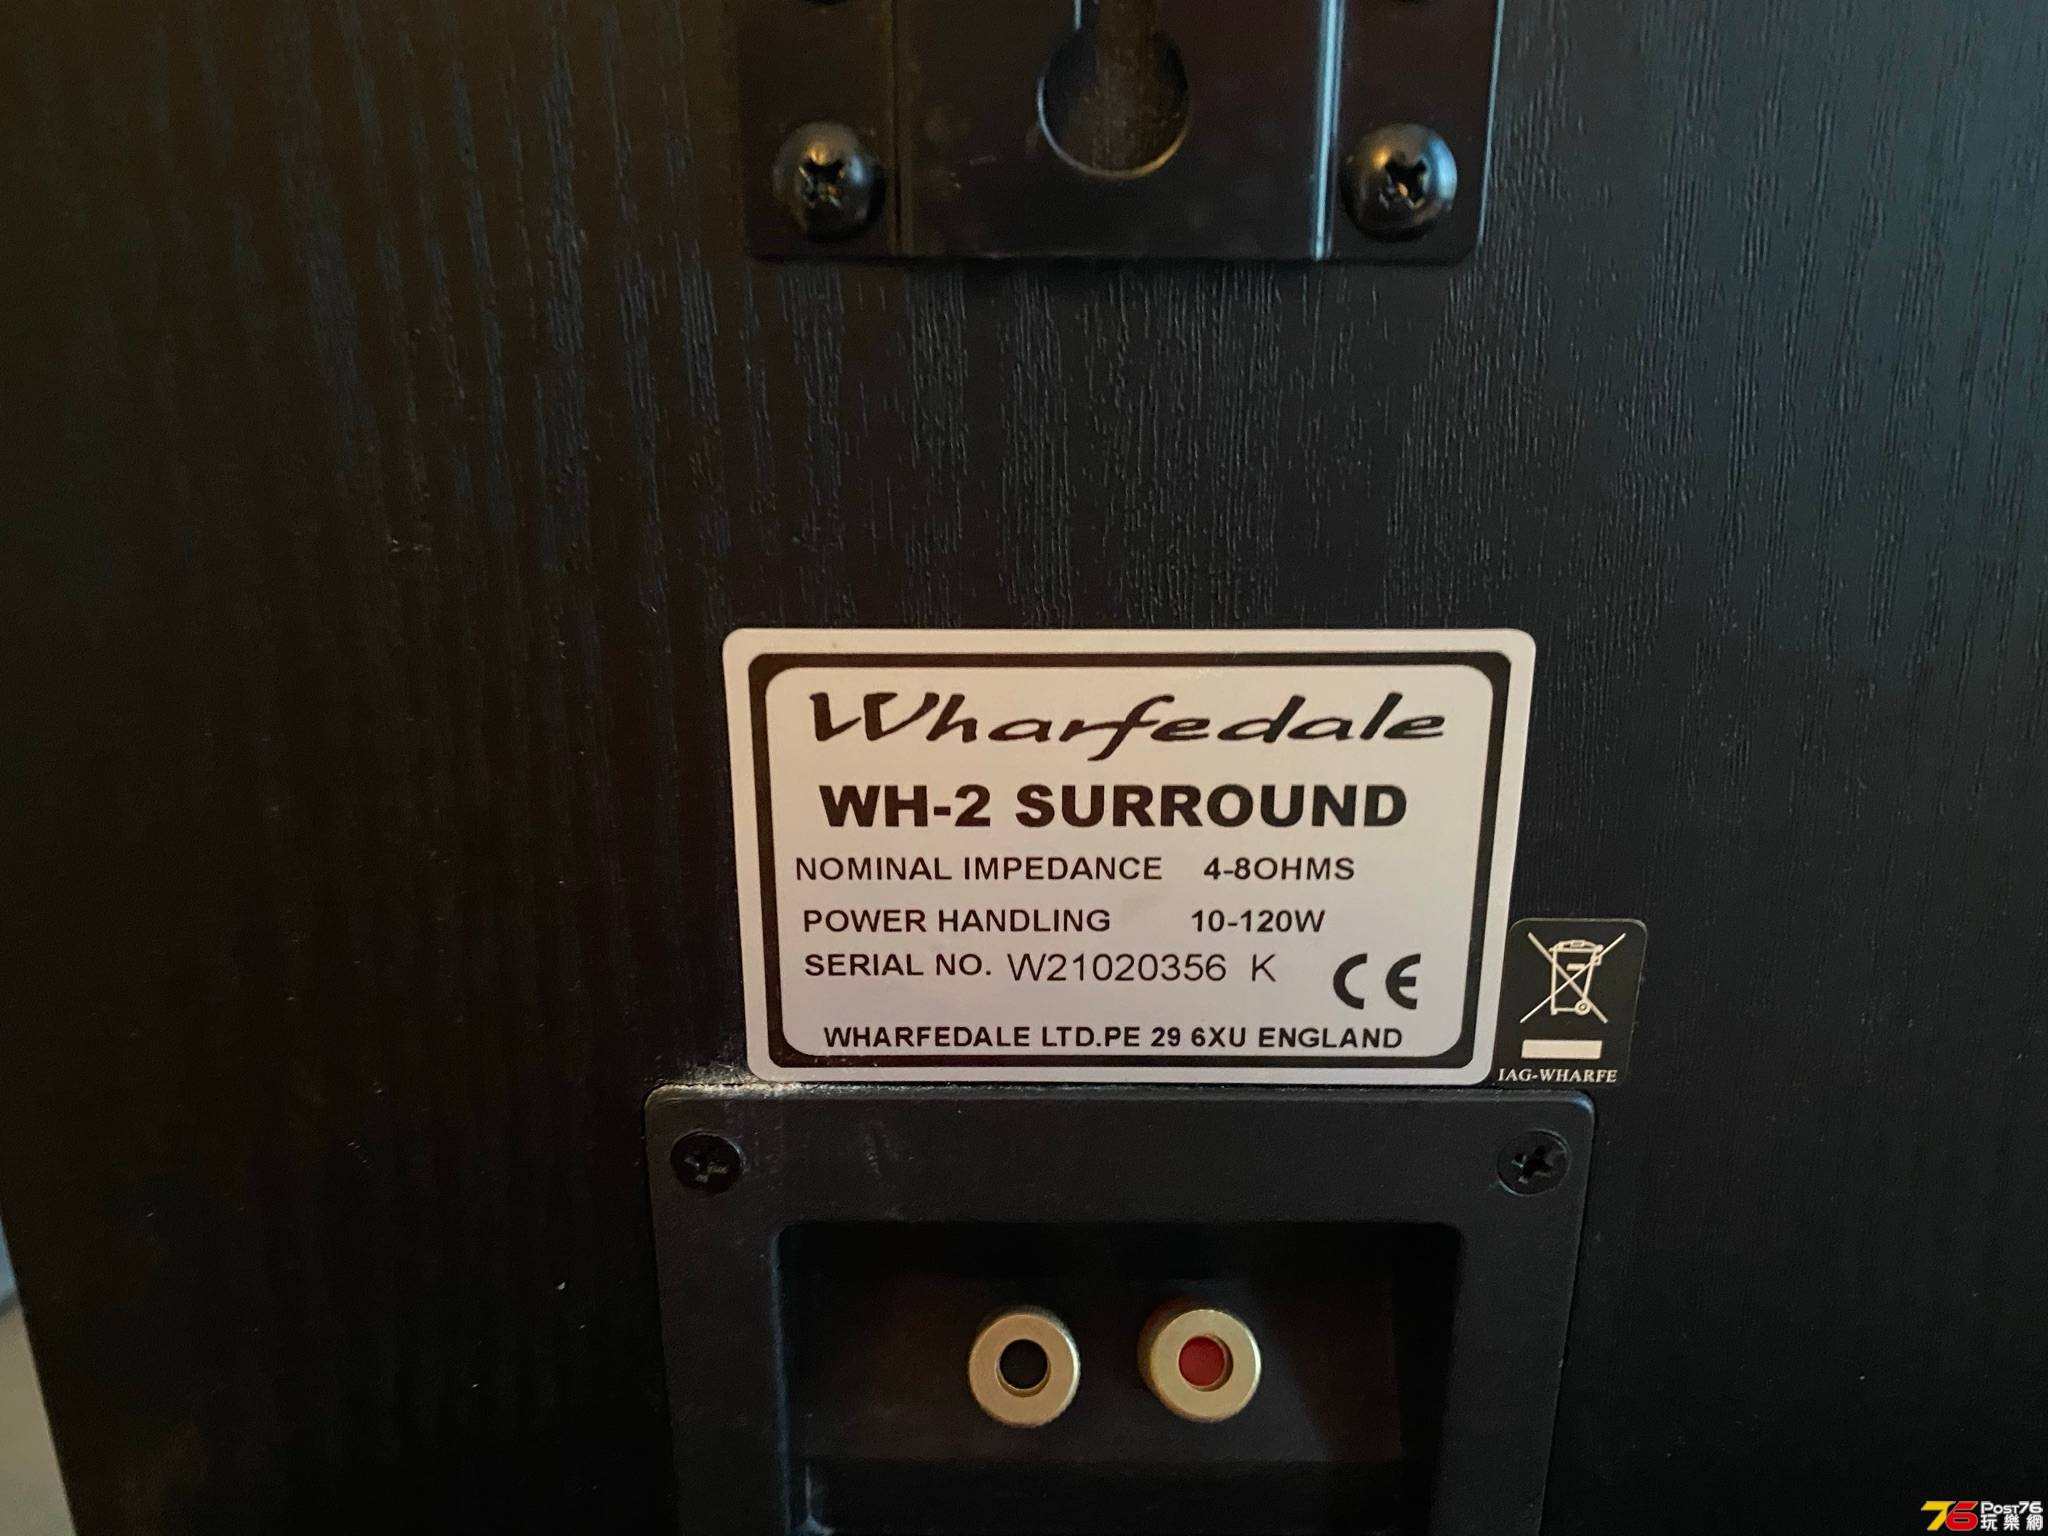 Wharfedale
WH-2 SURROUND
NOMINAL IMPEDANCE 4-8OHMS
POWER HANDLING 10-120W
SERIAL NO. W21020356 K
CE
WHARFEDALE LTD.PE 29 6XU ENGLAND
IAG-WHARFE
76 POST76
玩樂網